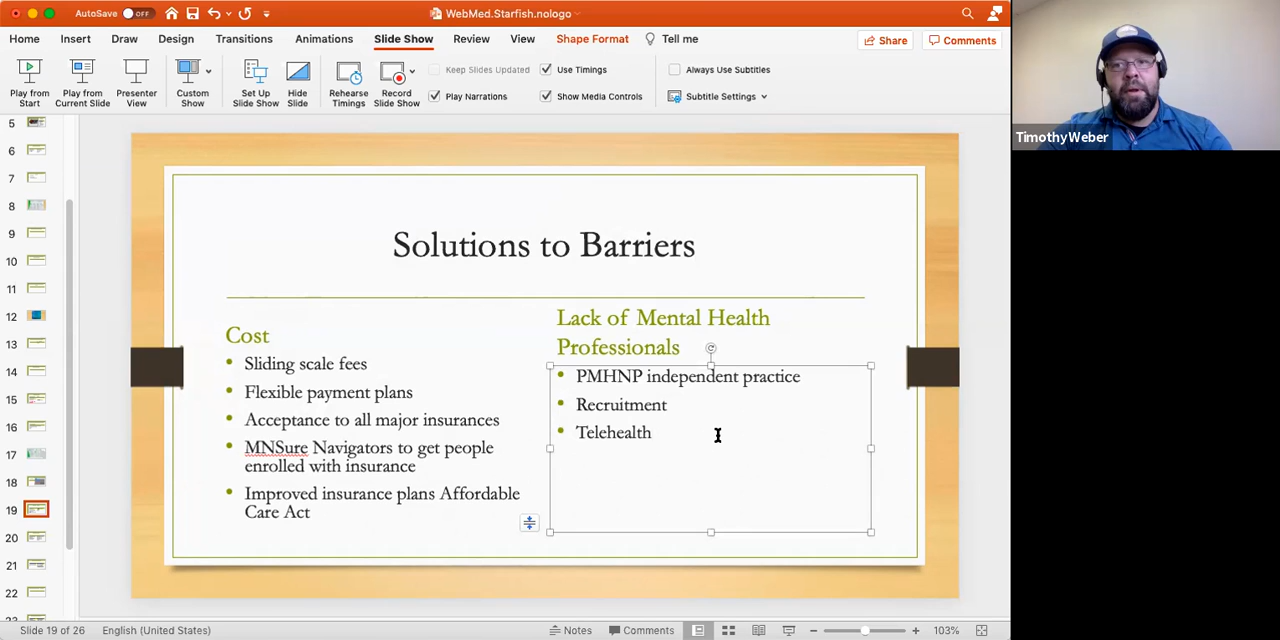 AutoSave OFF
WebMed.Starfish.nologo
Home Insert Draw Design Transitions Animations Slide Show Review View Shape Format Tell me
Share Comments
Play from Start
Play from Current Slide
Presenter View
Custom Show
Set Up Slide Show
Hide Slide
Rehearse Timings
Record Slide Show
Keep Slides Updated
Play Narrations
Use Timings
Show Media Controls
Always Use Subtitles
Subtitle Settings
TimothyWeber
5
6
7
8
9
10
11
12
13
14
15
16
17
18
19
20
21
22
Solutions to Barriers
Cost
• Sliding scale fees
• Flexible payment plans
• Acceptance to all major insurances
• MNSure Navigators to get people
enrolled with insurance
• Improved insurance plans Affordable
Care Act
Lack of Mental Health
Professionals
• PMHNP independent practice
• Recruitment
• Telehealth
Slide 19 of 26 English (United States) Notes Comments 103%